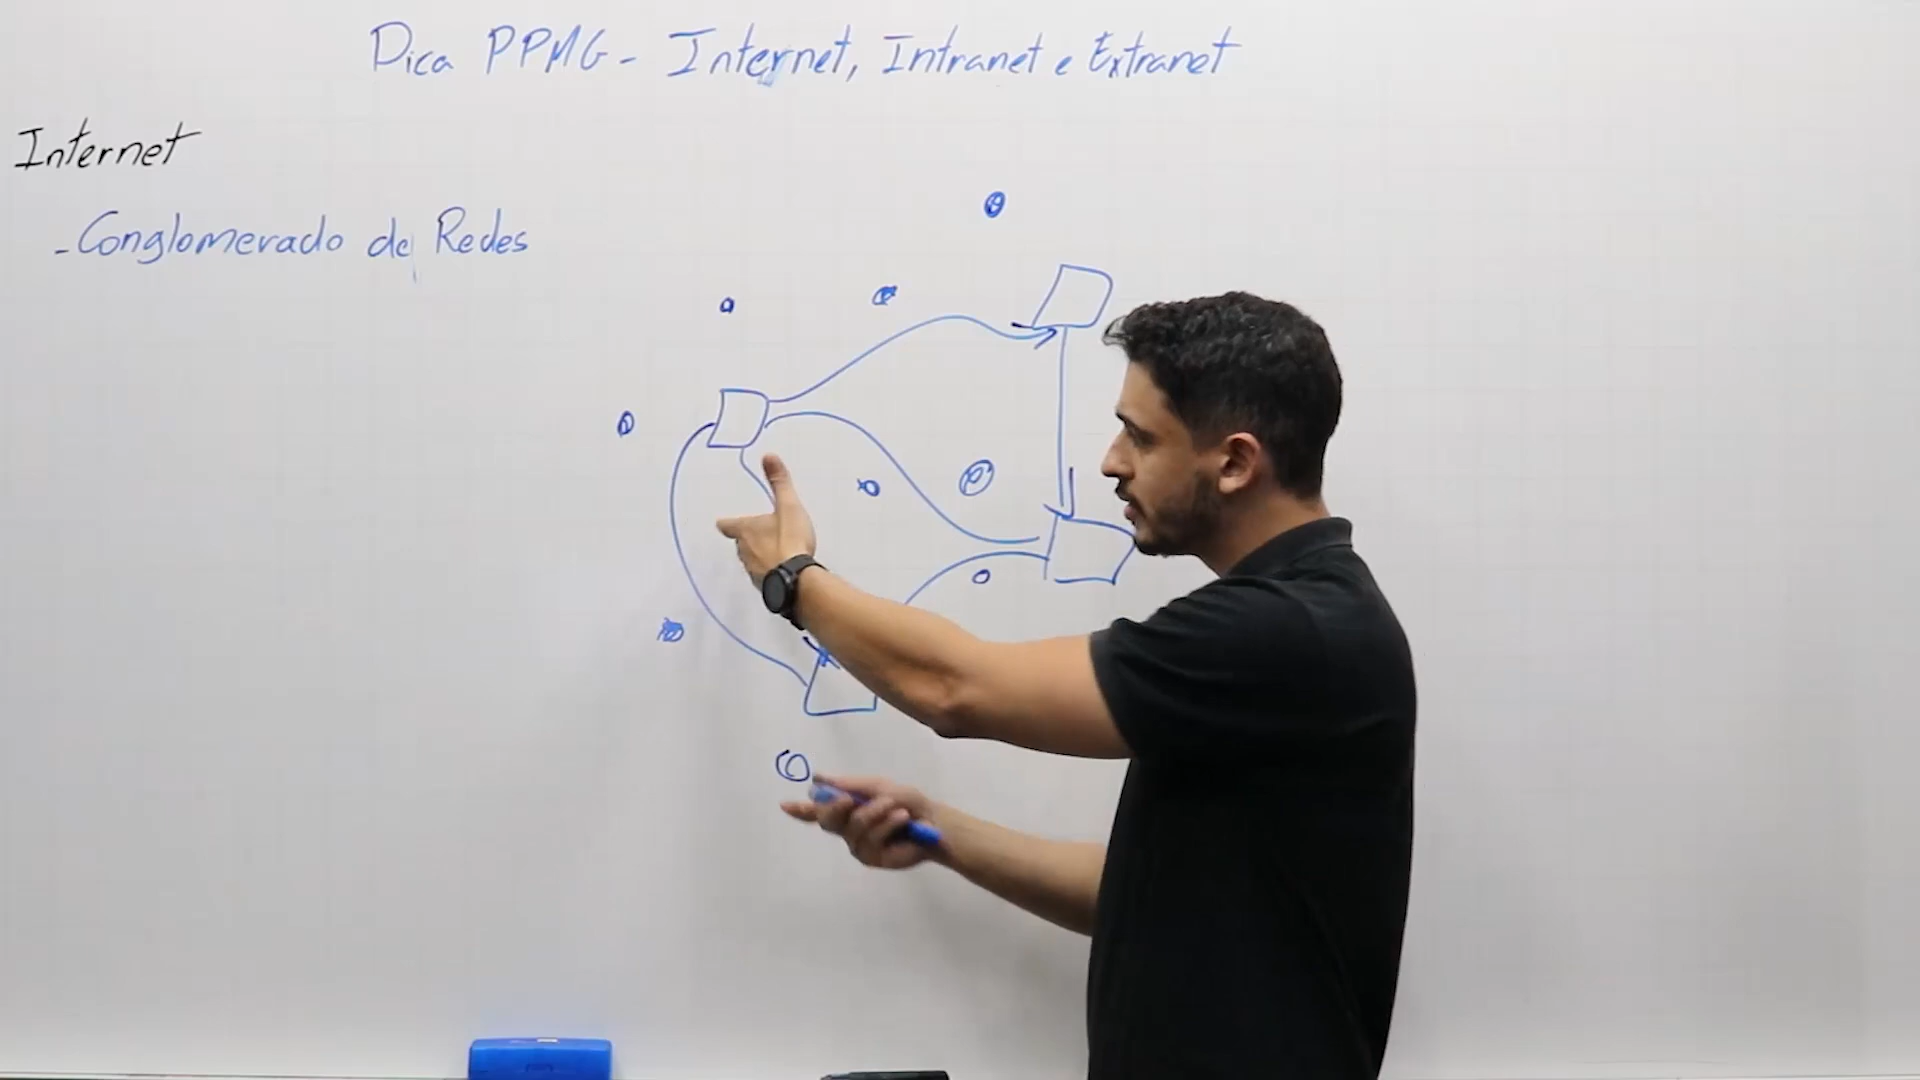 Dica PPMG - Internet, Intranet e Extranet
Internet
- Conglomerado de Redes